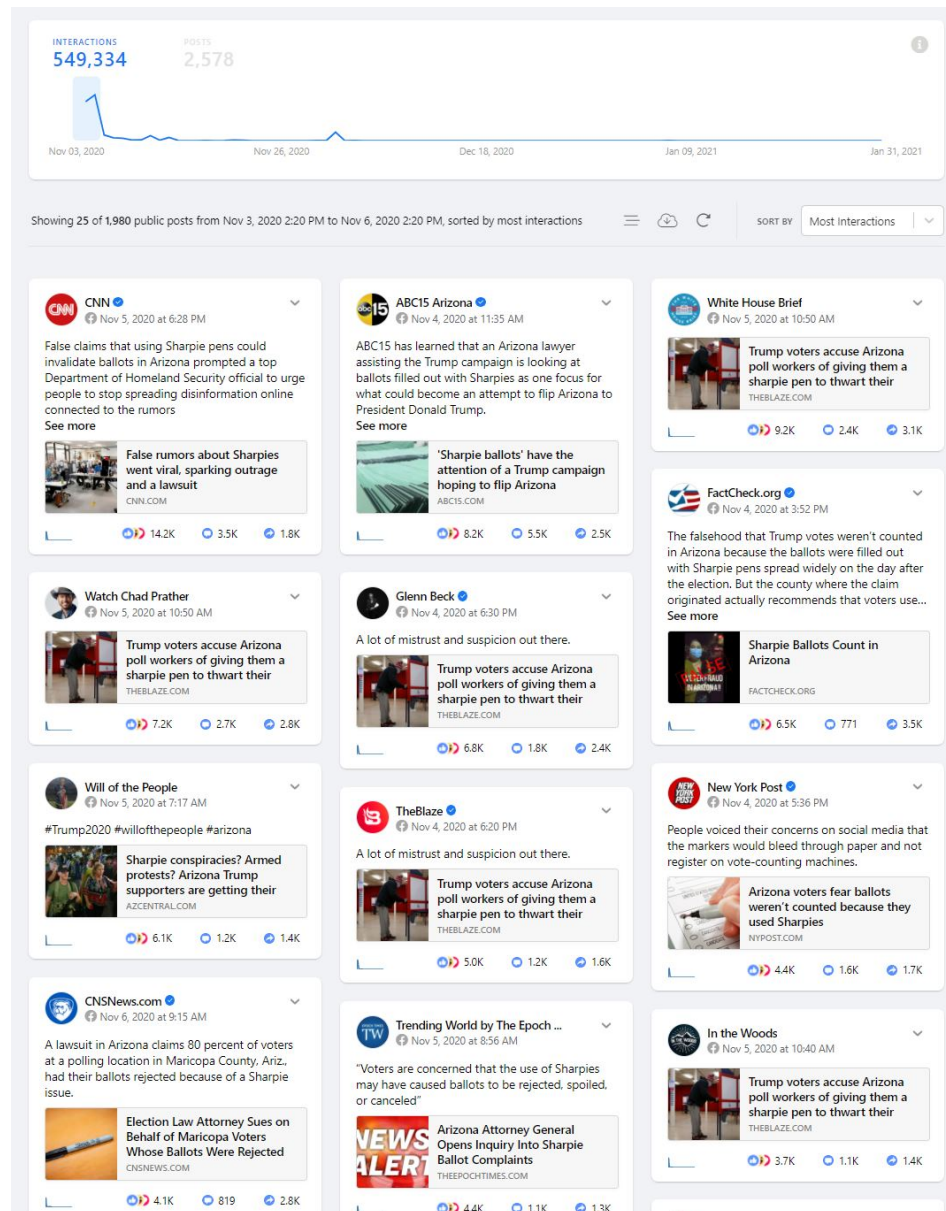 INTERACTIONS
549,334
POSTS
2,578
Nov 03, 2020
Nov 26, 2020
Dec 18, 2020
Jan 09, 2021
Jan 31, 2021
Showing 25 of 1,980 public posts from Nov 3, 2020 2:20 PM to Nov 6, 2020 2:20 PM, sorted by most interactions
SORT BY
Most Interactions
CNN
CNN
Nov 5, 2020 at 6:28 PM
False claims that using Sharpie pens could
invalidate ballots in Arizona prompted a top
Department of Homeland Security official to urge
people to stop spreading disinformation online
connected to the rumors
See more
False rumors about Sharpies
went viral, sparking outrage
and a lawsuit
CNN.COM
14.2K 3.5K 1.8K
Watch Chad Prather
Nov 5, 2020 at 10:50 AM
Trump voters accuse Arizona
poll workers of giving them a
sharpie pen to thwart their
THEBLAZE.COM
7.2K 2.7K 2.8K
Will of the People
Nov 5, 2020 at 7:17 AM
#Trump2020 #willofthepeople #arizona
Sharpie conspiracies? Armed
protests? Arizona Trump
supporters are getting their
AZCENTRAL.COM
6.1K 1.2K 1.4K
CNSNews.com
Nov 6, 2020 at 9:15 AM
A lawsuit in Arizona claims 80 percent of voters
at a polling location in Maricopa County, Ariz.,
had their ballots rejected because of a Sharpie
issue.
Election Law Attorney Sues on
Behalf of Maricopa Voters
Whose Ballots Were Rejected
CNSNEWS.COM
4.1K 819 2.8K
abc15
ABC15 Arizona
Nov 4, 2020 at 11:35 AM
ABC15 has learned that an Arizona lawyer
assisting the Trump campaign is looking at
ballots filled out with Sharpies as one focus for
what could become an attempt to flip Arizona to
President Donald Trump.
See more
'Sharpie ballots' have the
attention of a Trump campaign
hoping to flip Arizona
ABC15.COM
8.2K 5.5K 2.5K
Glenn Beck
Nov 4, 2020 at 6:30 PM
A lot of mistrust and suspicion out there.
Trump voters accuse Arizona
poll workers of giving them a
sharpie pen to thwart their
THEBLAZE.COM
6.8K 1.8K 2.4K
TheBlaze
Nov 4, 2020 at 6:20 PM
A lot of mistrust and suspicion out there.
Trump voters accuse Arizona
poll workers of giving them a
sharpie pen to thwart their
THEBLAZE.COM
5.0K 1.2K 1.6K
TW
Trending World by The Epoch ...
Nov 5, 2020 at 8:56 AM
"Voters are concerned that the use of Sharpies
may have caused ballots to be rejected, spoiled,
or canceled"
NEWS
ALERT
Arizona Attorney General
Opens Inquiry Into Sharpie
Ballot Complaints
THEEPOCHTIMES.COM
4.4K 1.1K 1.3K
White House Brief
Nov 5, 2020 at 10:50 AM
Trump voters accuse Arizona
poll workers of giving them a
sharpie pen to thwart their
THEBLAZE.COM
9.2K 2.4K 3.1K
FactCheck.org
Nov 4, 2020 at 3:52 PM
The falsehood that Trump votes weren't counted
in Arizona because the ballots were filled out
with Sharpie pens spread widely on the day after
the election. But the county where the claim
originated actually recommends that voters use...
See more
Sharpie Ballots Count in
Arizona
FACTCHECK.ORG
6.5K 771 3.5K
NEW
YORK
POST
New York Post
Nov 4, 2020 at 5:36 PM
People voiced their concerns on social media that
the markers would bleed through paper and not
register on vote-counting machines.
Arizona voters fear ballots
weren't counted because they
used Sharpies
NYPOST.COM
4.4K 1.6K 1.7K
In the Woods
Nov 5, 2020 at 10:40 AM
Trump voters accuse Arizona
poll workers of giving them a
sharpie pen to thwart their
THEBLAZE.COM
3.7K 1.1K 1.4K